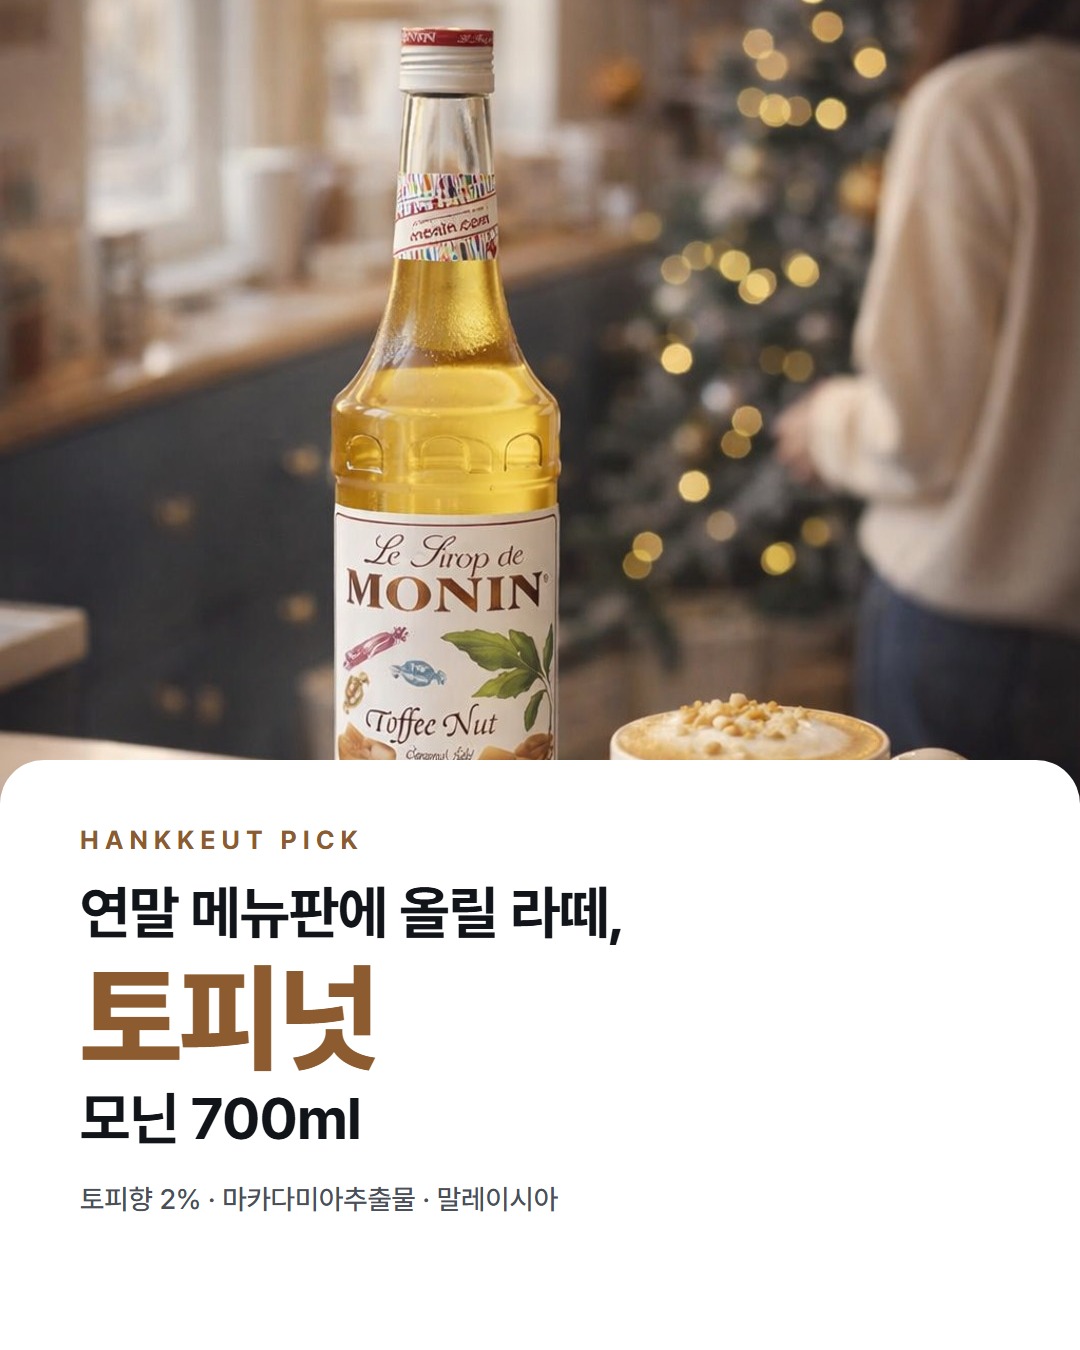 MONIN
Le Sirop de
MONIN
Toffee Nut
HANKKEUT PICK
연말 메뉴판에 올릴 라떼,
토피넛
모닌 700ml
토피향 2% · 마카다미아추출물 · 말레이시아